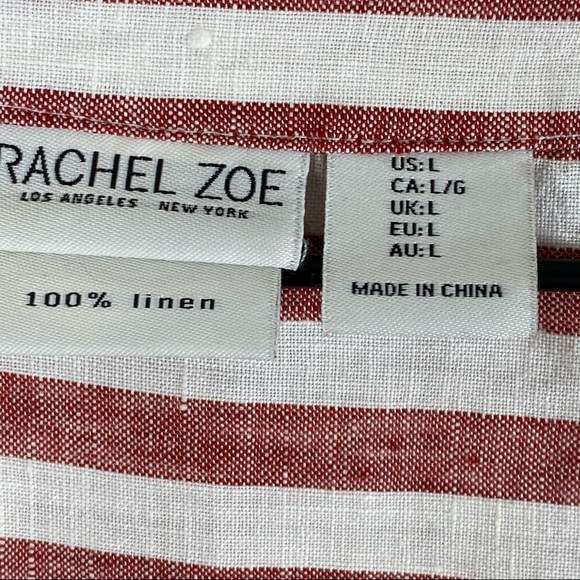 RACHEL ZOE
LOS ANGELES NEW YORK
100% linen
US: L
CA: L/G
UK: L
EU: L
AU: L
MADE IN CHINA